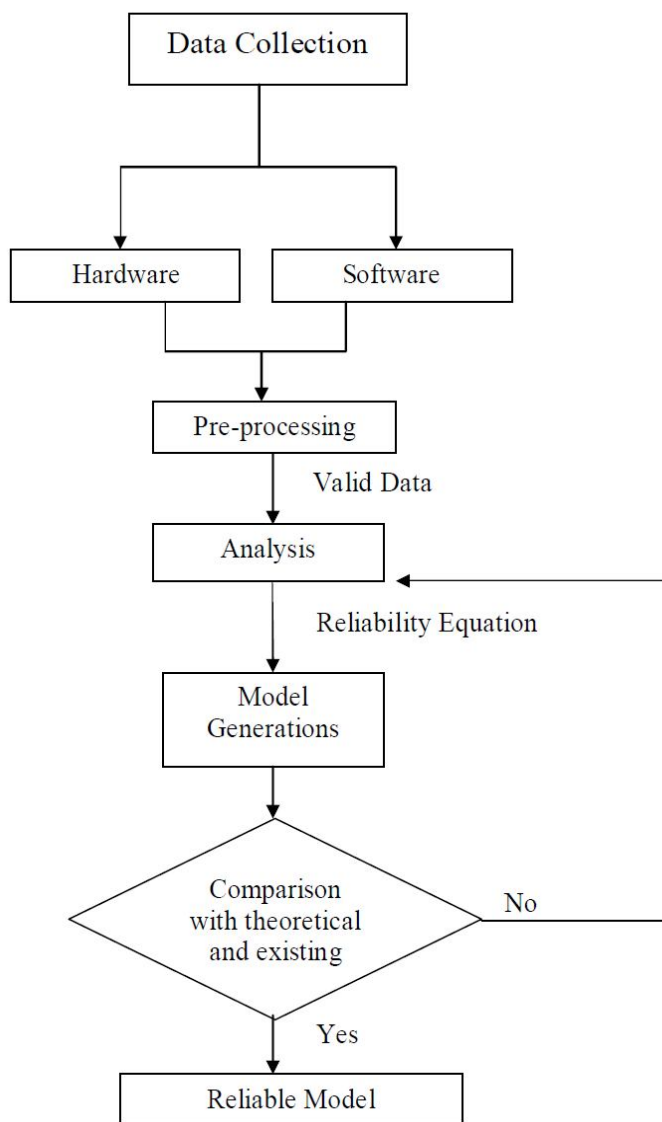 Data Collection
Hardware
Software
Pre-processing
Valid Data
Analysis
Reliability Equation
Model
Generations
Comparison
with theoretical
and existing
No
Yes
Reliable Model